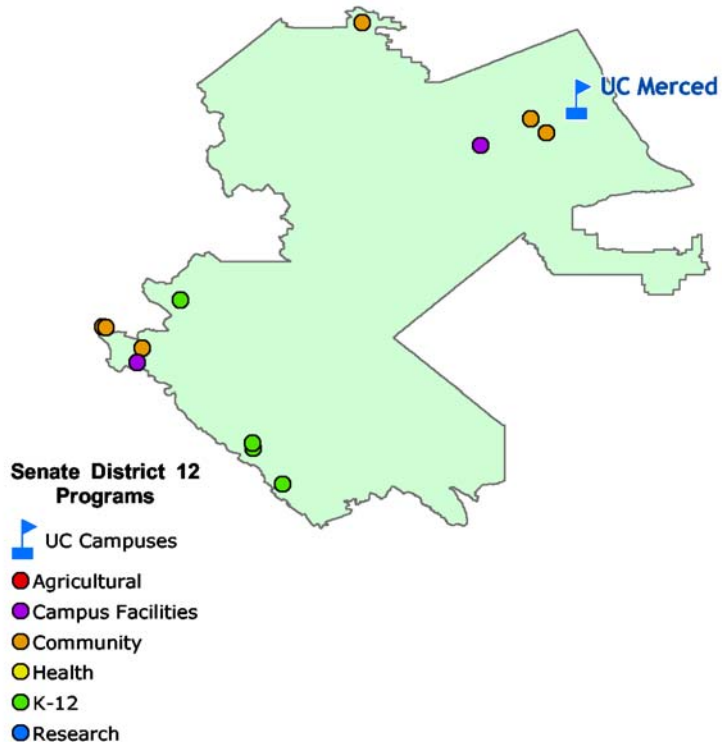 UC Merced
Senate District 12
Programs
UC Campuses
Agricultural
Campus Facilities
Community
Health
K-12
Research